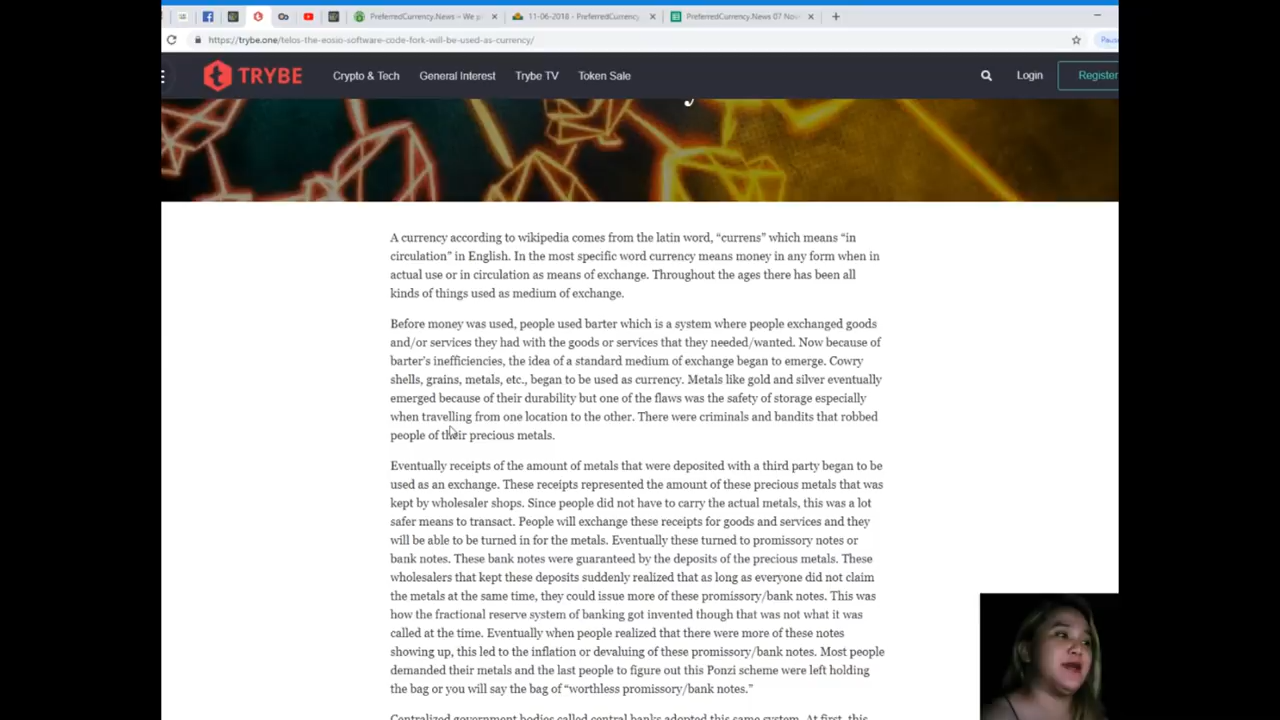 PreferredCurrency.News – We p
11-06-2018 - PreferredCurrency.
PreferredCurrency.News 07 Nov
https://trybe.one/telos-the-eosio-software-code-fork-will-be-used-as-currency/
TRYBE
Crypto & Tech
General Interest
Trybe TV
Token Sale
Login
Register
A currency according to wikipedia comes from the latin word, “currens” which means “in
circulation” in English. In the most specific word currency means money in any form when in
actual use or in circulation as means of exchange. Throughout the ages there has been all
kinds of things used as medium of exchange.
Before money was used, people used barter which is a system where people exchanged goods
and/or services they had with the goods or services that they needed/wanted. Now because of
barter’s inefficiencies, the idea of a standard medium of exchange began to emerge. Cowry
shells, grains, metals, etc., began to be used as currency. Metals like gold and silver eventually
emerged because of their durability but one of the flaws was the safety of storage especially
when travelling from one location to the other. There were criminals and bandits that robbed
people of their precious metals.
Eventually receipts of the amount of metals that were deposited with a third party began to be
used as an exchange. These receipts represented the amount of these precious metals that was
kept by wholesaler shops. Since people did not have to carry the actual metals, this was a lot
safer means to transact. People will exchange these receipts for goods and services and they
will be able to be turned in for the metals. Eventually these turned to promissory notes or
bank notes. These bank notes were guaranteed by the deposits of the precious metals. These
wholesalers that kept these deposits suddenly realized that as long as everyone did not claim
the metals at the same time, they could issue more of these promissory/bank notes. This was
how the fractional reserve system of banking got invented though that was not what it was
called at the time. Eventually when people realized that there were more of these notes
showing up, this led to the inflation or devaluing of these promissory/bank notes. Most people
demanded their metals and the last people to figure out this Ponzi scheme were left holding
the bag or you will say the bag of “worthless promissory/bank notes.”
Centralized government bodies called central banks adopted this same system. At first, this